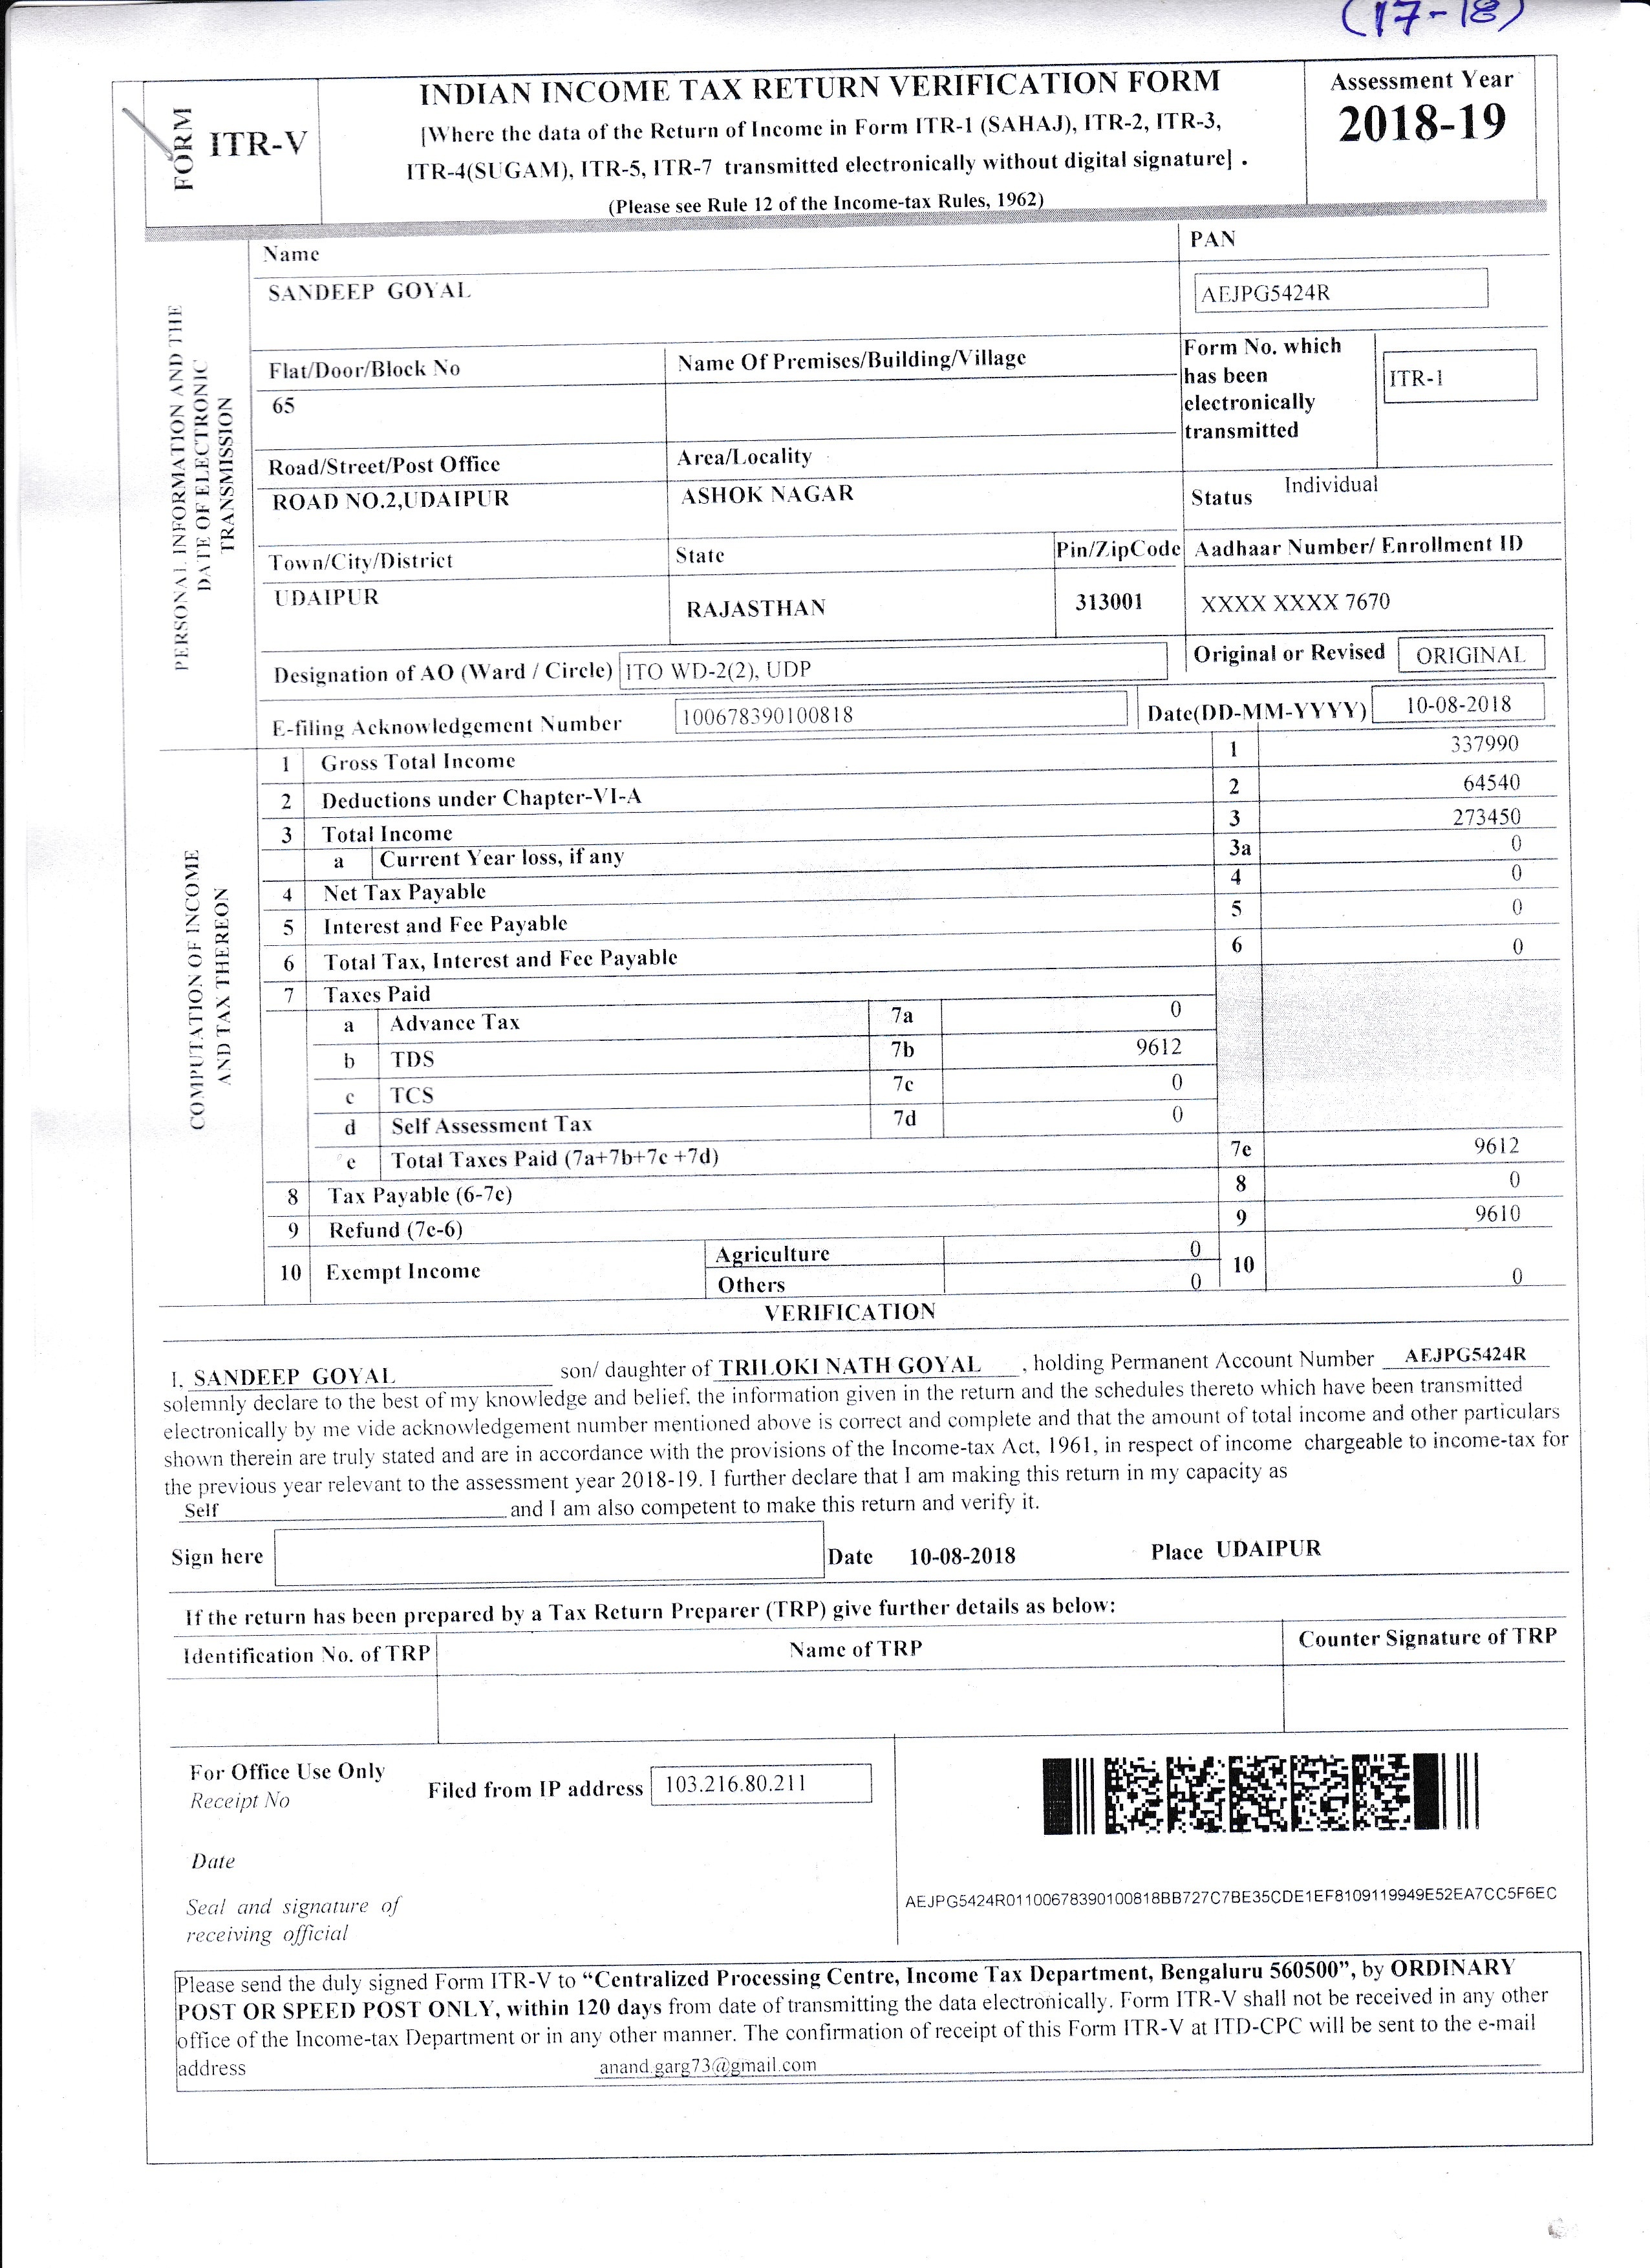 (17-18)
FORM
ITR-V
INDIAN INCOME TAX RETURN VERIFICATION FORM
[Where the data of the Return of Income in Form ITR-1 (SAHAJ), ITR-2, ITR-3,
ITR-4(SUGAM), ITR-5, ITR-7 transmitted electronically without digital signature] .
(Please see Rule 12 of the Income-tax Rules, 1962)
Assessment Year
2018-19
PERSONAL INFORMATION AND THE
DATE OF ELECTRONIC
TRANSMISSION
Name
SANDEEP GOYAL
PAN
AEJPG5424R
Flat/Door/Block No
65
Name Of Premises/Building/Village
Form No. which
has been
electronically
transmitted
ITR-1
Road/Street/Post Office
ROAD NO.2,UDAIPUR
Area/Locality
ASHOK NAGAR
Status Individual
Town/City/District
UDAIPUR
State
RAJASTHAN
Pin/ZipCode
313001
Aadhaar Number/ Enrollment ID
XXXX XXXX 7670
Designation of AO (Ward / Circle) ITO WD-2(2), UDP
Original or Revised ORIGINAL
E-filing Acknowledgement Number 100678390100818
Date(DD-MM-YYYY) 10-08-2018
COMPUTATION OF INCOME
AND TAX THEREON
1 Gross Total Income 1 337990
2 Deductions under Chapter-VI-A 2 64540
3 Total Income 3 273450
a Current Year loss, if any 3a 0
4 Net Tax Payable 4 0
5 Interest and Fee Payable 5 0
6 Total Tax, Interest and Fee Payable 6 0
7 Taxes Paid
a Advance Tax 7a 0
b TDS 7b 9612
c TCS 7c 0
d Self Assessment Tax 7d 0
e Total Taxes Paid (7a+7b+7c +7d) 7e 9612
8 Tax Payable (6-7e) 8 0
9 Refund (7e-6) 9 9610
10 Exempt Income
Agriculture 0
Others 0
10 0
VERIFICATION
I, SANDEEP GOYAL son/ daughter of TRILOKI NATH GOYAL , holding Permanent Account Number AEJPG5424R
solemnly declare to the best of my knowledge and belief, the information given in the return and the schedules thereto which have been transmitted
electronically by me vide acknowledgement number mentioned above is correct and complete and that the amount of total income and other particulars
shown therein are truly stated and are in accordance with the provisions of the Income-tax Act, 1961, in respect of income chargeable to income-tax for
the previous year relevant to the assessment year 2018-19. I further declare that I am making this return in my capacity as
Self and I am also competent to make this return and verify it.
Sign here
Date 10-08-2018
Place UDAIPUR
If the return has been prepared by a Tax Return Preparer (TRP) give further details as below:
Identification No. of TRP
Name of TRP
Counter Signature of TRP
For Office Use Only
Receipt No
Filed from IP address 103.216.80.211
Date
Seal and signature of
receiving official
AEJPG5424R01100678390100818BB727C7BE35CDE1EF8109119949E52EA7CC5F6EC
Please send the duly signed Form ITR-V to “Centralized Processing Centre, Income Tax Department, Bengaluru 560500”, by ORDINARY
POST OR SPEED POST ONLY, within 120 days from date of transmitting the data electronically. Form ITR-V shall not be received in any other
office of the Income-tax Department or in any other manner. The confirmation of receipt of this Form ITR-V at ITD-CPC will be sent to the e-mail
address anand.garg73@gmail.com